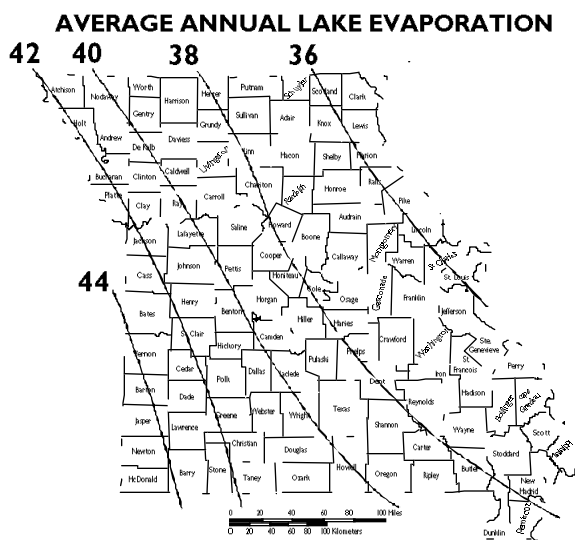 AVERAGE ANNUAL LAKE EVAPORATION
42 40 38 36
Atchison Nodaway Worth Harrison Mercer Putnam Schuyler Scotland Clark
Holt Gentry Grundy Sullivan Adair Knox Lewis
Andrew De Kalb Daviess Livingston Linn Macon Shelby Marion
Buchanan Clinton Caldwell Chariton Randolph Monroe Ralls
Platte Clay Ray Carroll Saline Howard Boone Audrain Pike
Jackson Lafayette Cooper Callaway Montgomery Lincoln
Cass Johnson Pettis Moniteau Cole Osage Gasconade Warren St. Charles
44
Bates Henry Benton Morgan Miller Maries Franklin St. Louis
Vernon St. Clair Hickory Camden Pulaski Phelps Crawford Washington Jefferson
Barton Cedar Polk Dallas Laclede Dent Iron St. Francois Ste. Genevieve Perry
Jasper Dade Greene Webster Wright Texas Reynolds Madison Bollinger Cape Girardeau
Newton Lawrence Christian Douglas Shannon Carter Wayne Stoddard Scott
McDonald Barry Stone Taney Ozark Howell Oregon Ripley Butler New Madrid
Dunklin Pemiscot
0 20 40 60 80 100 Miles
0 20 40 60 80 100 Kilometers